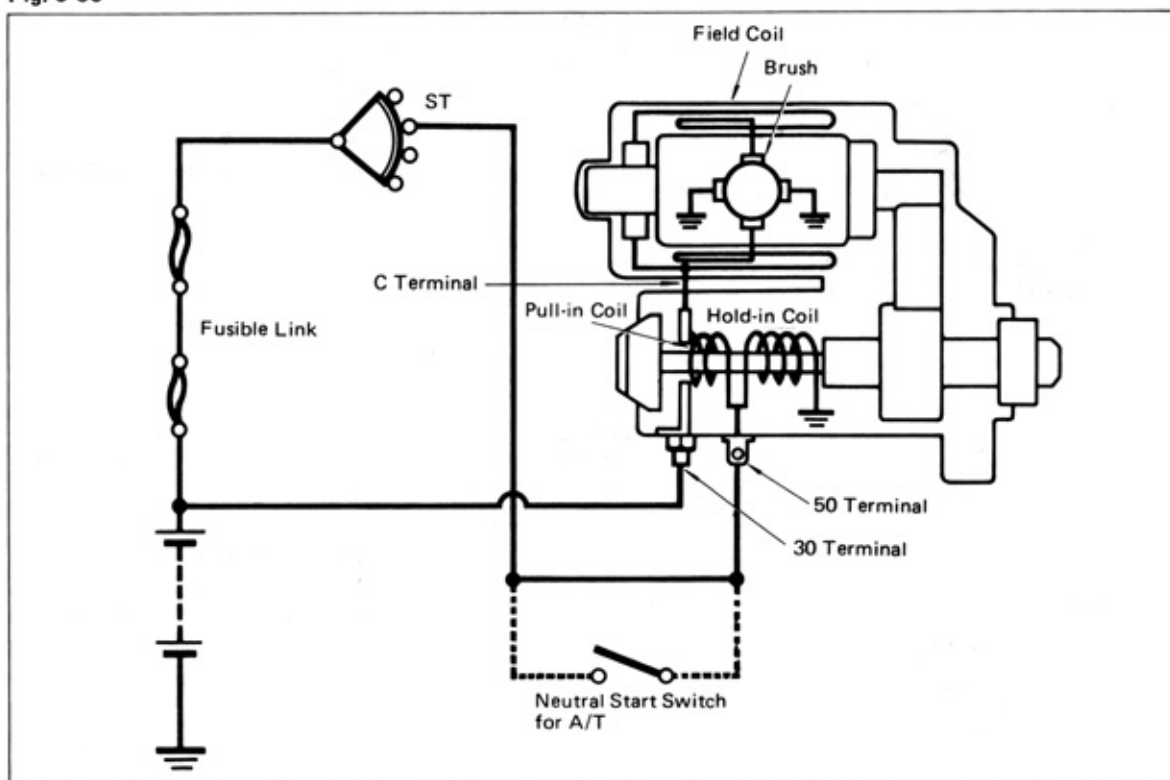 Field Coil
Brush
ST
C Terminal
Pull-in Coil
Hold-in Coil
Fusible Link
50 Terminal
30 Terminal
Neutral Start Switch
for A/T